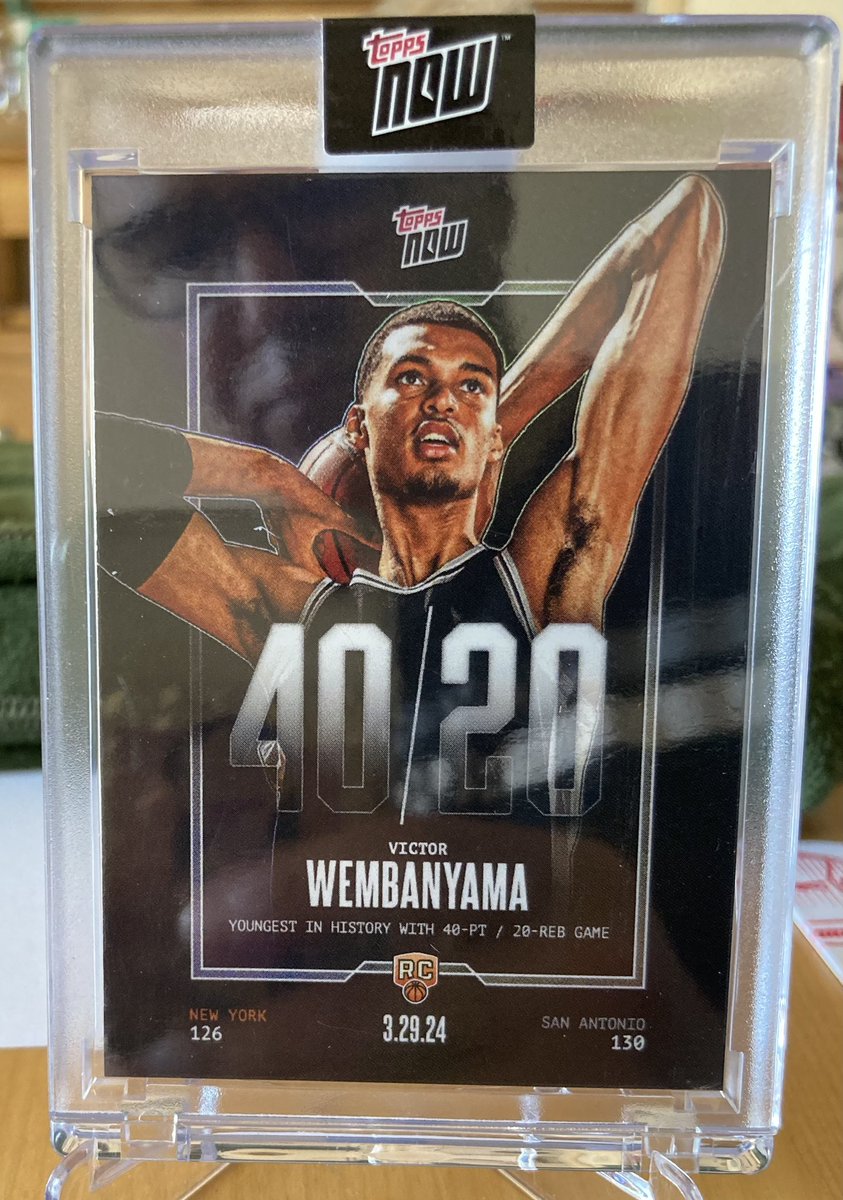 topps
NOW™
topps
NOW
40/20
VICTOR
WEMBANYAMA
YOUNGEST IN HISTORY WITH 40-PT / 20-REB GAME
RC
NEW YORK
126
3.29.24
SAN ANTONIO
130